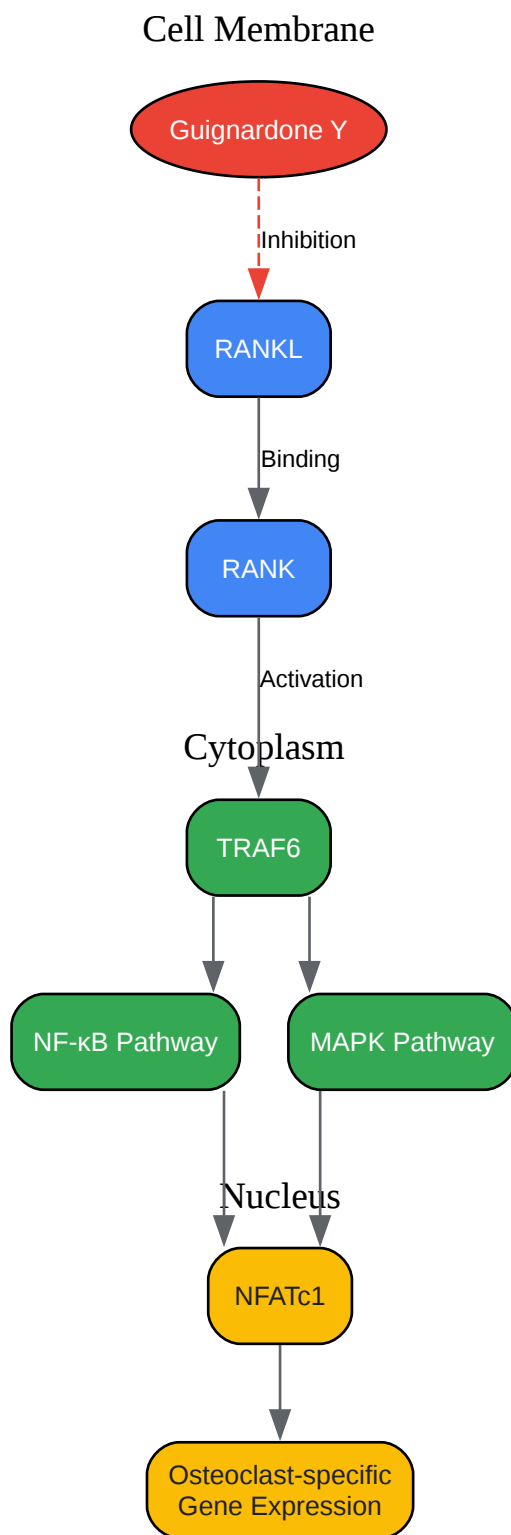 Cell Membrane
Guignardone Y
Inhibition
RANKL
Binding
RANK
Activation
Cytoplasm
TRAF6
NF-κB Pathway
MAPK Pathway
Nucleus
NFATc1
Osteoclast-specific
Gene Expression